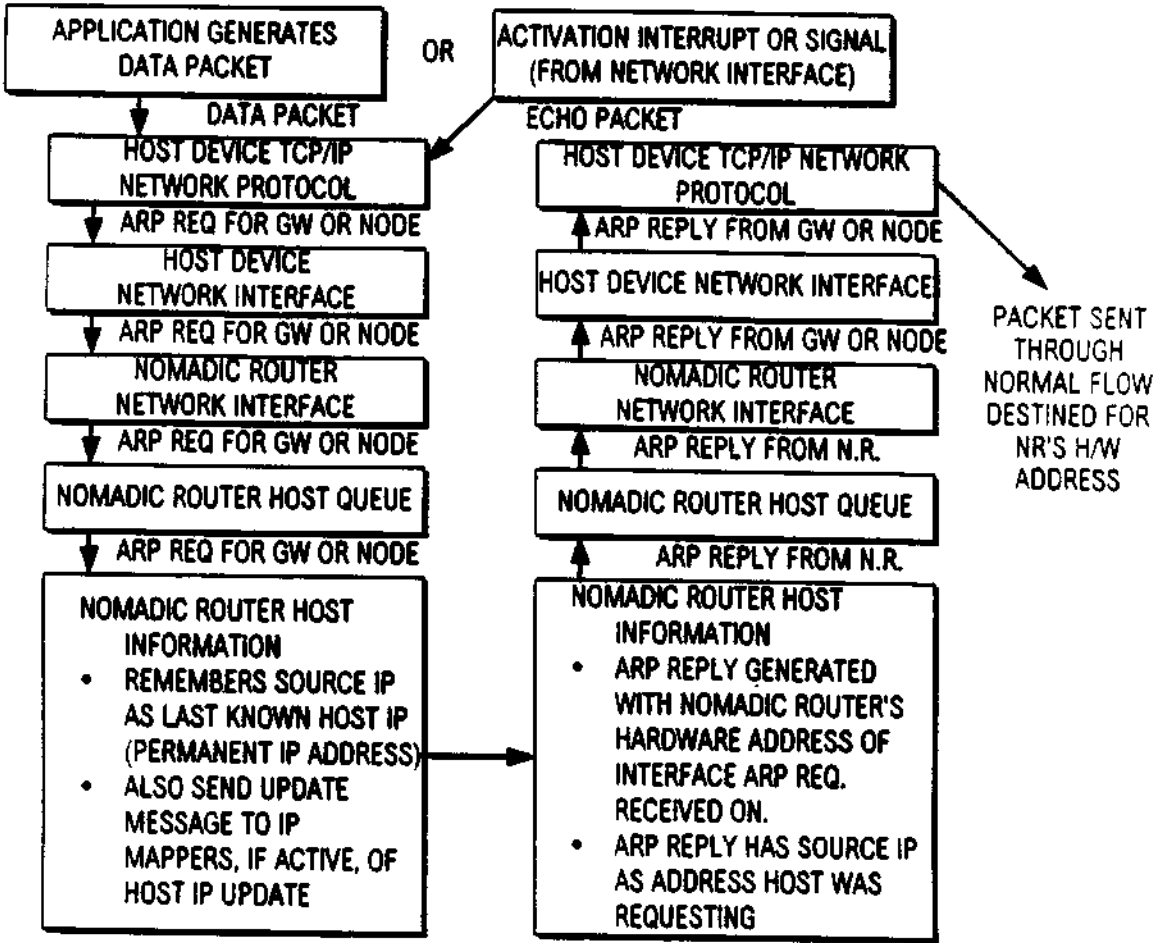 APPLICATION GENERATES
DATA PACKET
OR
ACTIVATION INTERRUPT OR SIGNAL
(FROM NETWORK INTERFACE)
DATA PACKET
ECHO PACKET
HOST DEVICE TCP/IP
NETWORK PROTOCOL
ARP REQ FOR GW OR NODE
HOST DEVICE
NETWORK INTERFACE
ARP REQ FOR GW OR NODE
NOMADIC ROUTER
NETWORK INTERFACE
ARP REQ FOR GW OR NODE
NOMADIC ROUTER HOST QUEUE
ARP REQ FOR GW OR NODE
NOMADIC ROUTER HOST
INFORMATION
• REMEMBERS SOURCE IP
AS LAST KNOWN HOST IP
(PERMANENT IP ADDRESS)
• ALSO SEND UPDATE
MESSAGE TO IP
MAPPERS, IF ACTIVE, OF
HOST IP UPDATE
HOST DEVICE TCP/IP NETWORK
PROTOCOL
ARP REPLY FROM GW OR NODE
HOST DEVICE NETWORK INTERFACE
ARP REPLY FROM GW OR NODE
NOMADIC ROUTER
NETWORK INTERFACE
ARP REPLY FROM N.R.
NOMADIC ROUTER HOST QUEUE
ARP REPLY FROM N.R.
NOMADIC ROUTER HOST
INFORMATION
• ARP REPLY GENERATED
WITH NOMADIC ROUTER'S
HARDWARE ADDRESS OF
INTERFACE ARP REQ.
RECEIVED ON.
• ARP REPLY HAS SOURCE IP
AS ADDRESS HOST WAS
REQUESTING
PACKET SENT
THROUGH
NORMAL FLOW
DESTINED FOR
NR'S H/W
ADDRESS